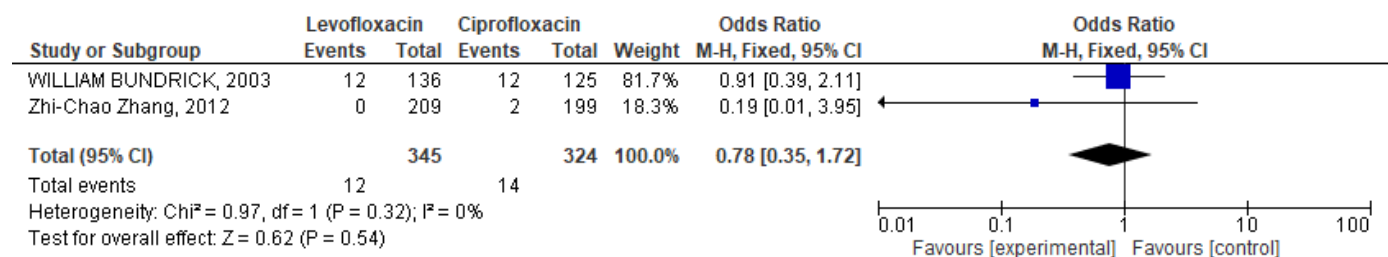 Levofloxacin Ciprofloxacin Odds Ratio Odds Ratio
Study or Subgroup Events Total Events Total Weight M-H, Fixed, 95% CI M-H, Fixed, 95% CI
WILLIAM BUNDRICK, 2003 12 136 12 125 81.7% 0.91 [0.39, 2.11]
Zhi-Chao Zhang, 2012 0 209 2 199 18.3% 0.19 [0.01, 3.95]
Total (95% CI) 345 324 100.0% 0.78 [0.35, 1.72]
Total events 12 14
Heterogeneity: Chi² = 0.97, df = 1 (P = 0.32); I² = 0%
Test for overall effect: Z = 0.62 (P = 0.54)
0.01 0.1 1 10 100
Favours [experimental] Favours [control]